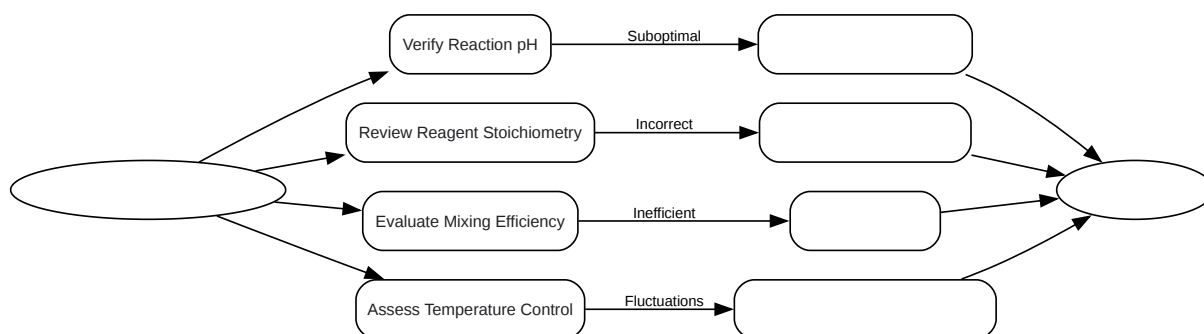 Verify Reaction pH
Suboptimal
Review Reagent Stoichiometry
Incorrect
Evaluate Mixing Efficiency
Inefficient
Assess Temperature Control
Fluctuations